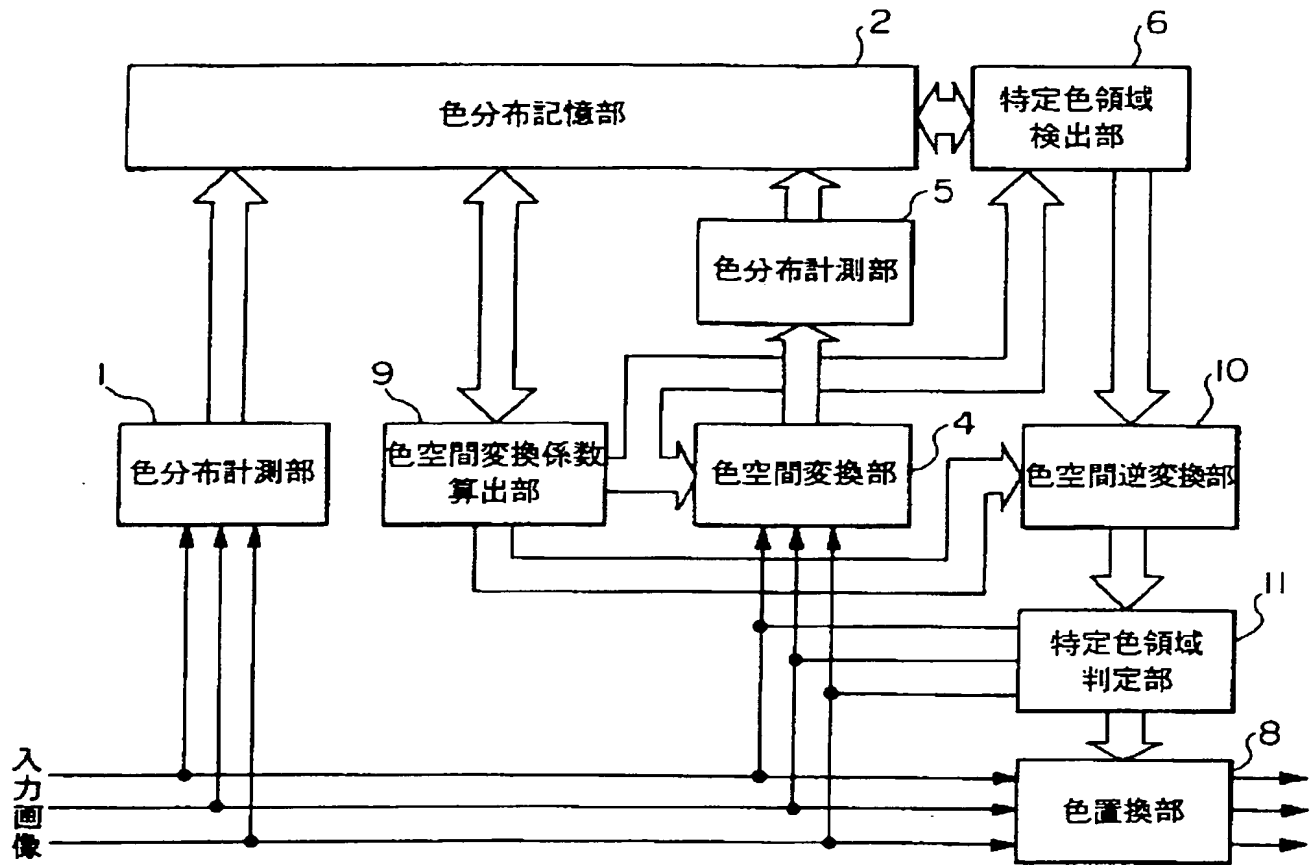 2
6
色分布記憶部
特定色領域
検出部
5
色分布計測部
1
9
4
10
色分布計測部
色空間変換係数
算出部
色空間変換部
色空間逆変換部
11
特定色領域
判定部
8
入力画像
色置換部